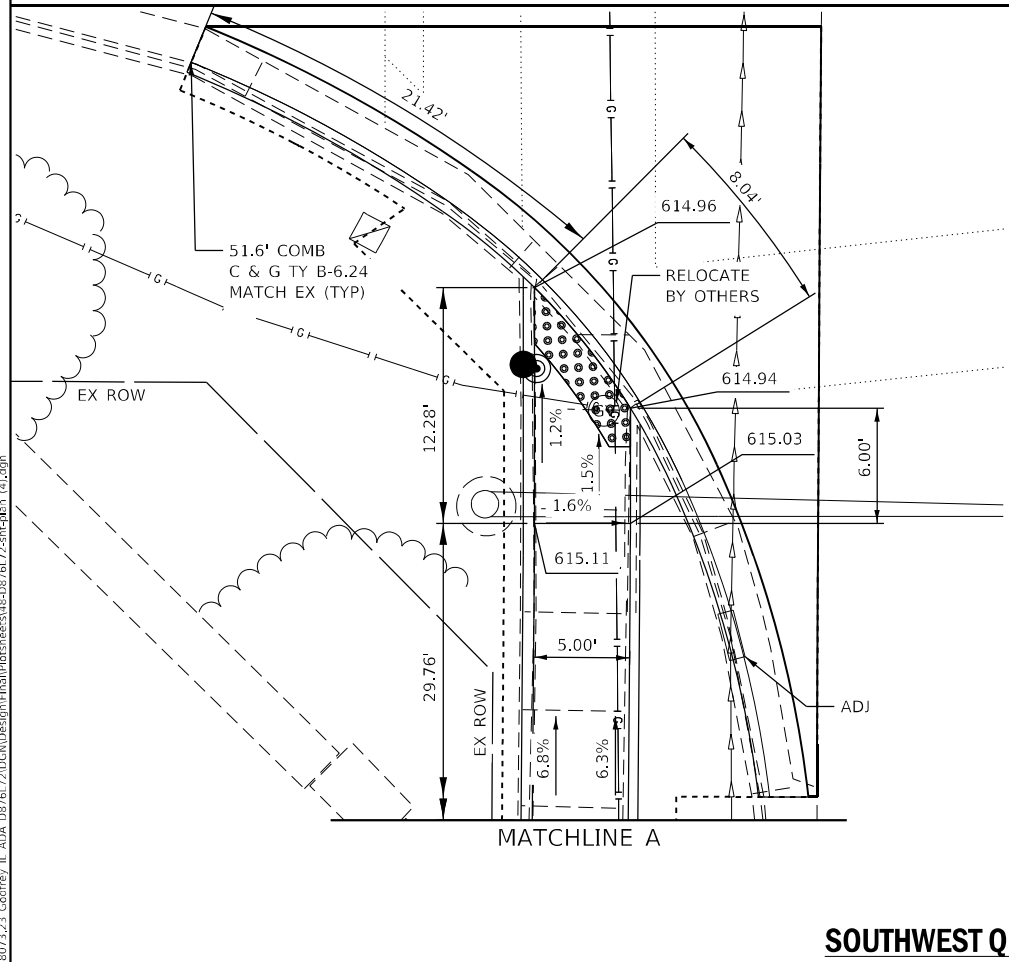 21.42'
8.04'
614.96
51.6' COMB
C & G TY B-6.24
MATCH EX (TYP)
RELOCATE
BY OTHERS
614.94
EX ROW
12.28'
1.2%
615.03
6.00'
1.5%
1.6%
615.11
5.00'
29.76'
EX ROW
6.8%
6.3%
ADJ
G
G
G
G
G
G
G
MATCHLINE A
SOUTHWEST Q